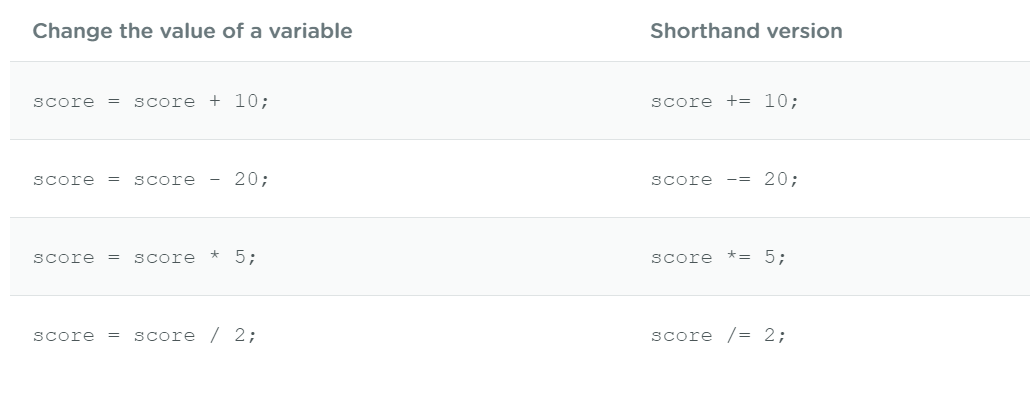 Change the value of a variable Shorthand version
score = score + 10; score += 10;
score = score - 20; score -= 20;
score = score * 5; score *= 5;
score = score / 2; score /= 2;